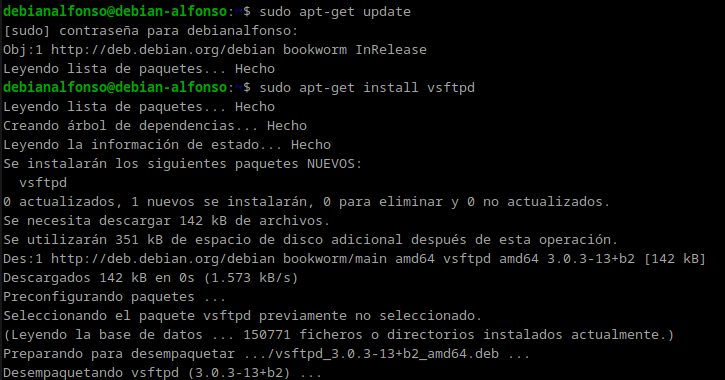 debianalfonso@debian-alfonso:~$ sudo apt-get update
[sudo] contraseña para debianalfonso:
Obj:1 http://deb.debian.org/debian bookworm InRelease
Leyendo lista de paquetes... Hecho
debianalfonso@debian-alfonso:~$ sudo apt-get install vsftpd
Leyendo lista de paquetes... Hecho
Creando árbol de dependencias... Hecho
Leyendo la información de estado... Hecho
Se instalarán los siguientes paquetes NUEVOS:
  vsftpd
0 actualizados, 1 nuevos se instalarán, 0 para eliminar y 0 no actualizados.
Se necesita descargar 142 kB de archivos.
Se utilizarán 351 kB de espacio de disco adicional después de esta operación.
Des:1 http://deb.debian.org/debian bookworm/main amd64 vsftpd amd64 3.0.3-13+b2 [142 kB]
Descargados 142 kB en 0s (1.573 kB/s)
Preconfigurando paquetes ...
Seleccionando el paquete vsftpd previamente no seleccionado.
(Leyendo la base de datos ... 150771 ficheros o directorios instalados actualmente.)
Preparando para desempaquetar .../vsftpd_3.0.3-13+b2_amd64.deb ...
Desempaquetando vsftpd (3.0.3-13+b2) ...